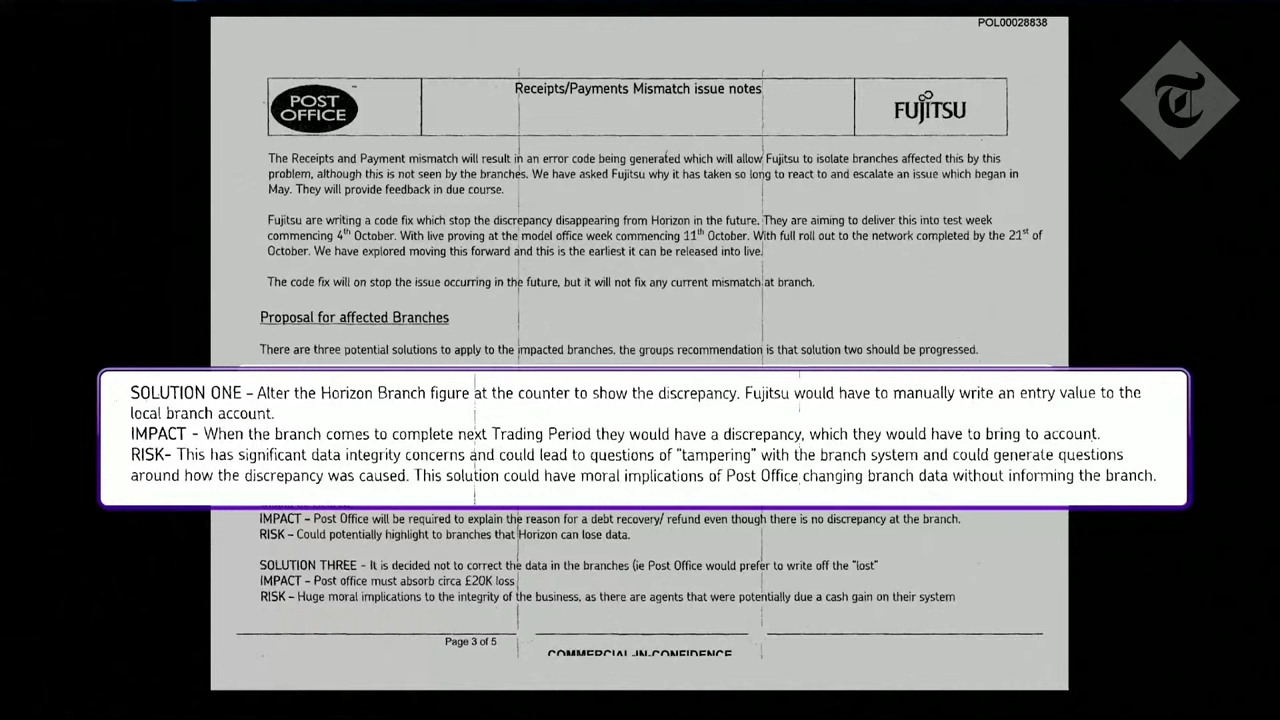 POL00028838
POST
OFFICE
Receipts/Payments Mismatch issue notes
FUJITSU
The Receipts and Payment mismatch will result in an error code being generated which will allow Fujitsu to isolate branches affected this by this
problem, although this is not seen by the branches. We have asked Fujitsu why it has taken so long to react to and escalate an issue which began in
May. They will provide feedback in due course.
Fujitsu are writing a code fix which stop the discrepancy disappearing from Horizon in the future. They are aiming to deliver this into test week
commencing 4th October. With live proving at the model office week commencing 11th October. With full roll out to the network completed by the 21st of
October. We have explored moving this forward and this is the earliest it can be released into live.
The code fix will on stop the issue occurring in the future, but it will not fix any current mismatch at branch.
Proposal for affected Branches
There are three potential solutions to apply to the impacted branches, the groups recommendation is that solution two should be progressed.
SOLUTION ONE – Alter the Horizon Branch figure at the counter to show the discrepancy. Fujitsu would have to manually write an entry value to the
local branch account.
IMPACT - When the branch comes to complete next Trading Period they would have a discrepancy, which they would have to bring to account.
RISK- This has significant data integrity concerns and could lead to questions of "tampering" with the branch system and could generate questions
around how the discrepancy was caused. This solution could have moral implications of Post Office changing branch data without informing the branch.
IMPACT – Post Office will be required to explain the reason for a debt recovery/ refund even though there is no discrepancy at the branch.
RISK – Could potentially highlight to branches that Horizon can lose data.
SOLUTION THREE - It is decided not to correct the data in the branches (ie Post Office would prefer to write off the "lost"
IMPACT – Post office must absorb circa £20K loss
RISK – Huge moral implications to the integrity of the business, as there are agents that were potentially due a cash gain on their system
Page 3 of 5
COMMERCIAL-IN-CONFIDENCE